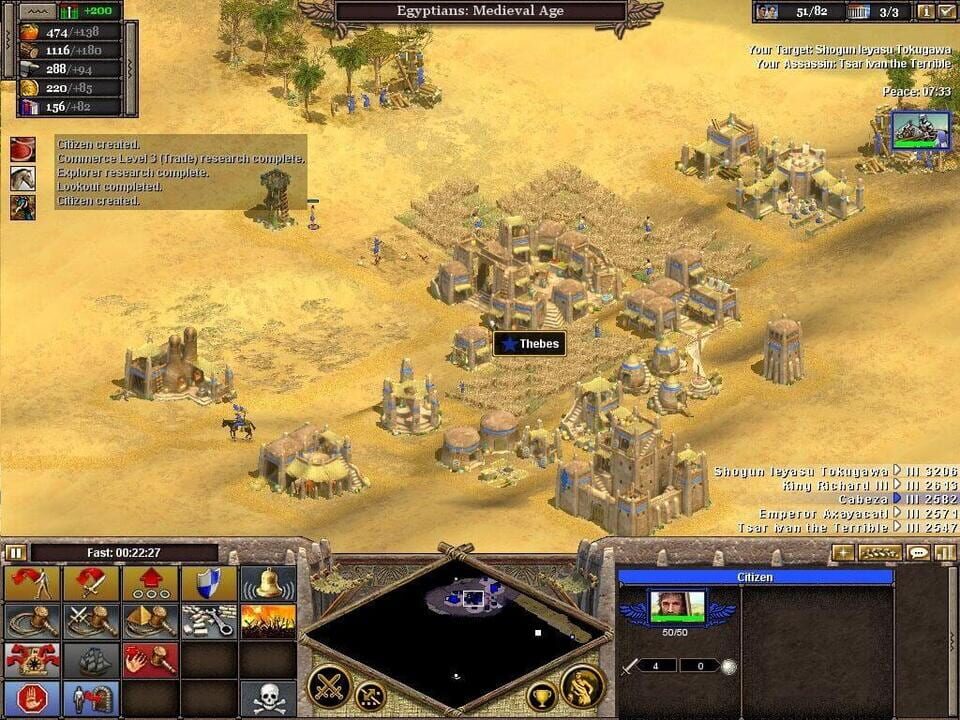 +200
Egyptians: Medieval Age
51/82
3/3
474/+138
1116/+180
288/+94
220/+85
156/+82
Your Target: Shogun Ieyasu Tokugawa
Your Assassin: Tsar Ivan the Terrible
Peace: 07:33
Citizen created.
Commerce Level 3 (Trade) research complete.
Explorer research complete.
Lookout completed.
Citizen created.
Thebes
Shogun Ieyasu Tokugawa III 3206
King Richard III III 2613
Cabeza III 2582
Emperor Axayacatl III 2571
Tsar Ivan the Terrible III 2547
Fast: 00:22:27
Citizen
50/50
4
0